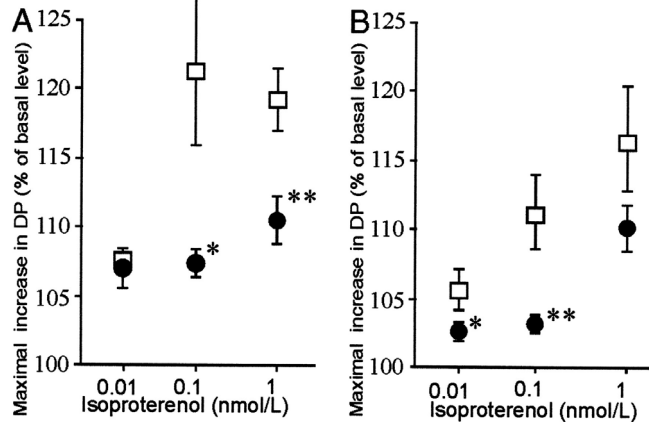 A
Maximal increase in DP (% of basal level)
125
120
115
110
105
100
*
**
0.01 0.1 1
Isoproterenol (nmol/L)
B
Maximal increase in DP (% of basal level)
125
120
115
110
105
100
*
**
0.01 0.1 1
Isoproterenol (nmol/L)